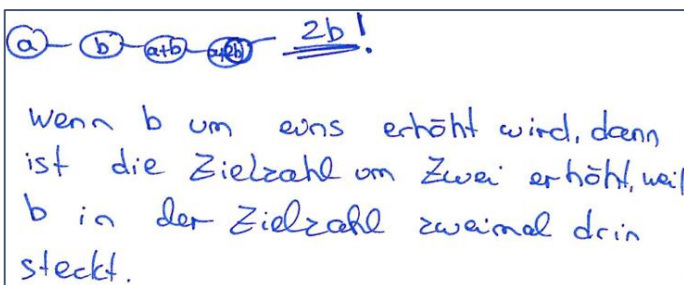 a b a+b a+2b 2b!
Wenn b um eins erhöht wird, dann
ist die Zielzahl um Zwei erhöht, weil
b in der Zielzahl zweimal drin
steckt.